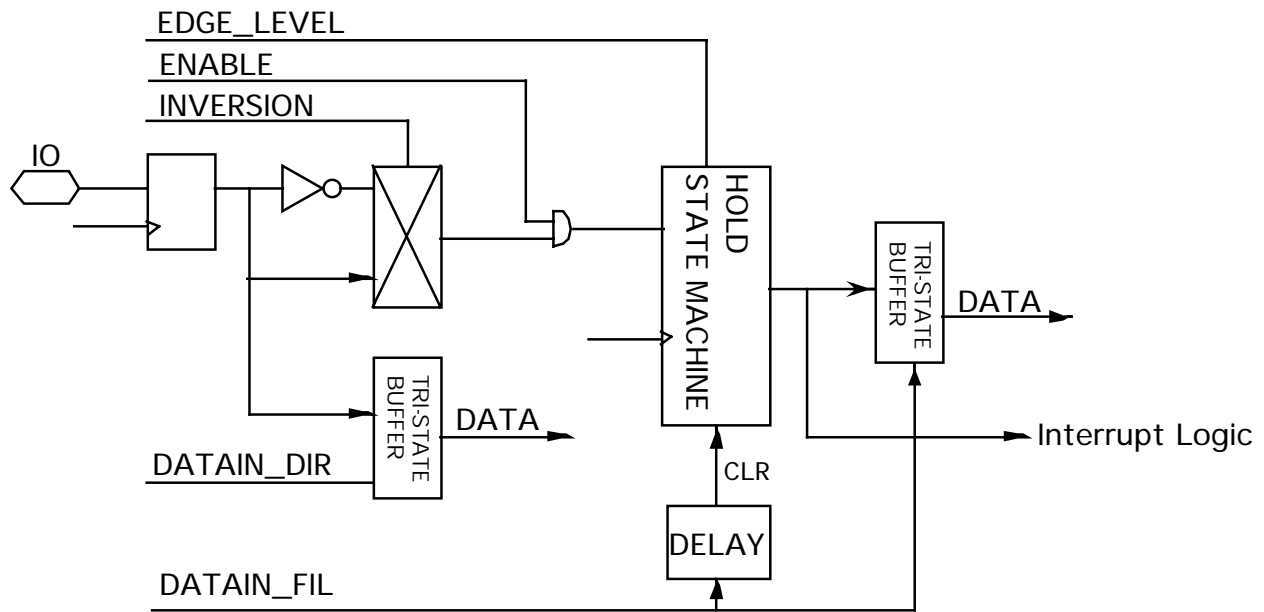 EDGE_LEVEL
ENABLE
INVERSION
IO
HOLD
STATE MACHINE
TRI-STATE
BUFFER
DATA
TRI-STATE
BUFFER
DATA
Interrupt Logic
DATAIN_DIR
CLR
DELAY
DATAIN_FIL